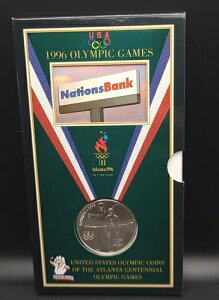 USA
1996 OLYMPIC GAMES
NationsBank
Atlanta 1996
UNITED STATES OLYMPIC COINS
OF THE ATLANTA CENTENNIAL
OLYMPIC GAMES